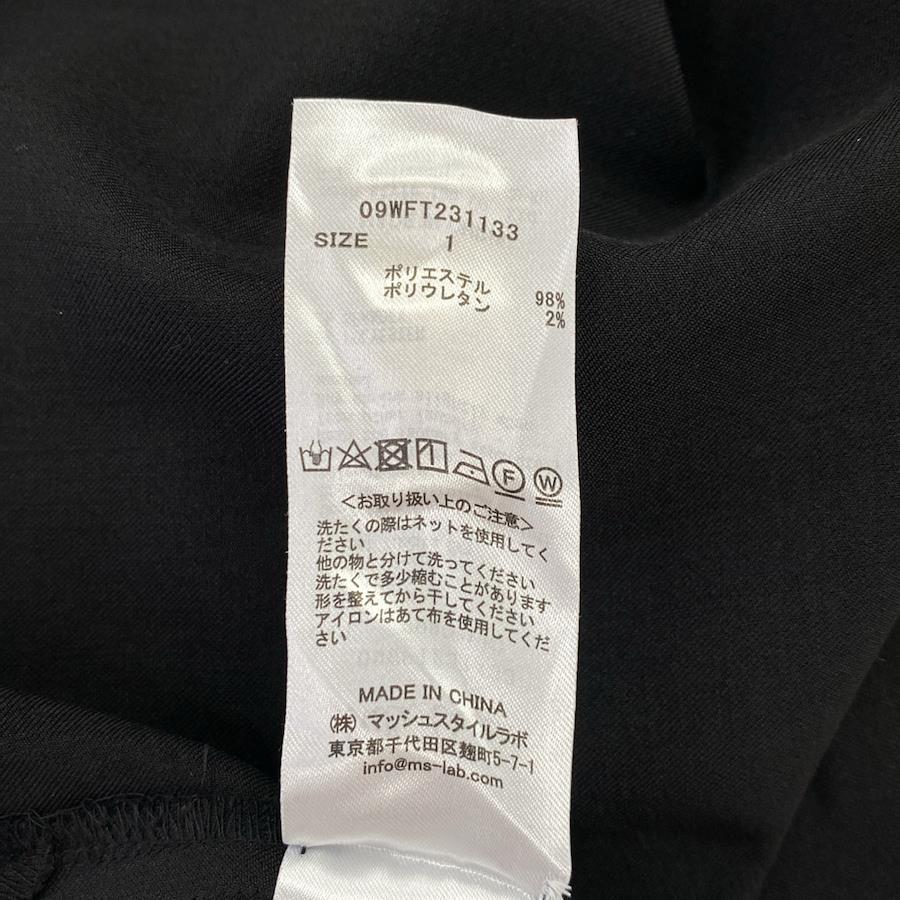 09WFT231133
SIZE 1
ポリエステル 98%
ポリウレタン 2%
F W
<お取り扱い上のご注意>
洗たくの際はネットを使用してく
ださい
他の物と分けて洗ってください
洗たくで多少縮むことがあります
形を整えてから干してください
アイロンはあて布を使用してくだ
さい
MADE IN CHINA
(株) マッシュスタイルラボ
東京都千代田区麹町5-7-1
info@ms-lab.com